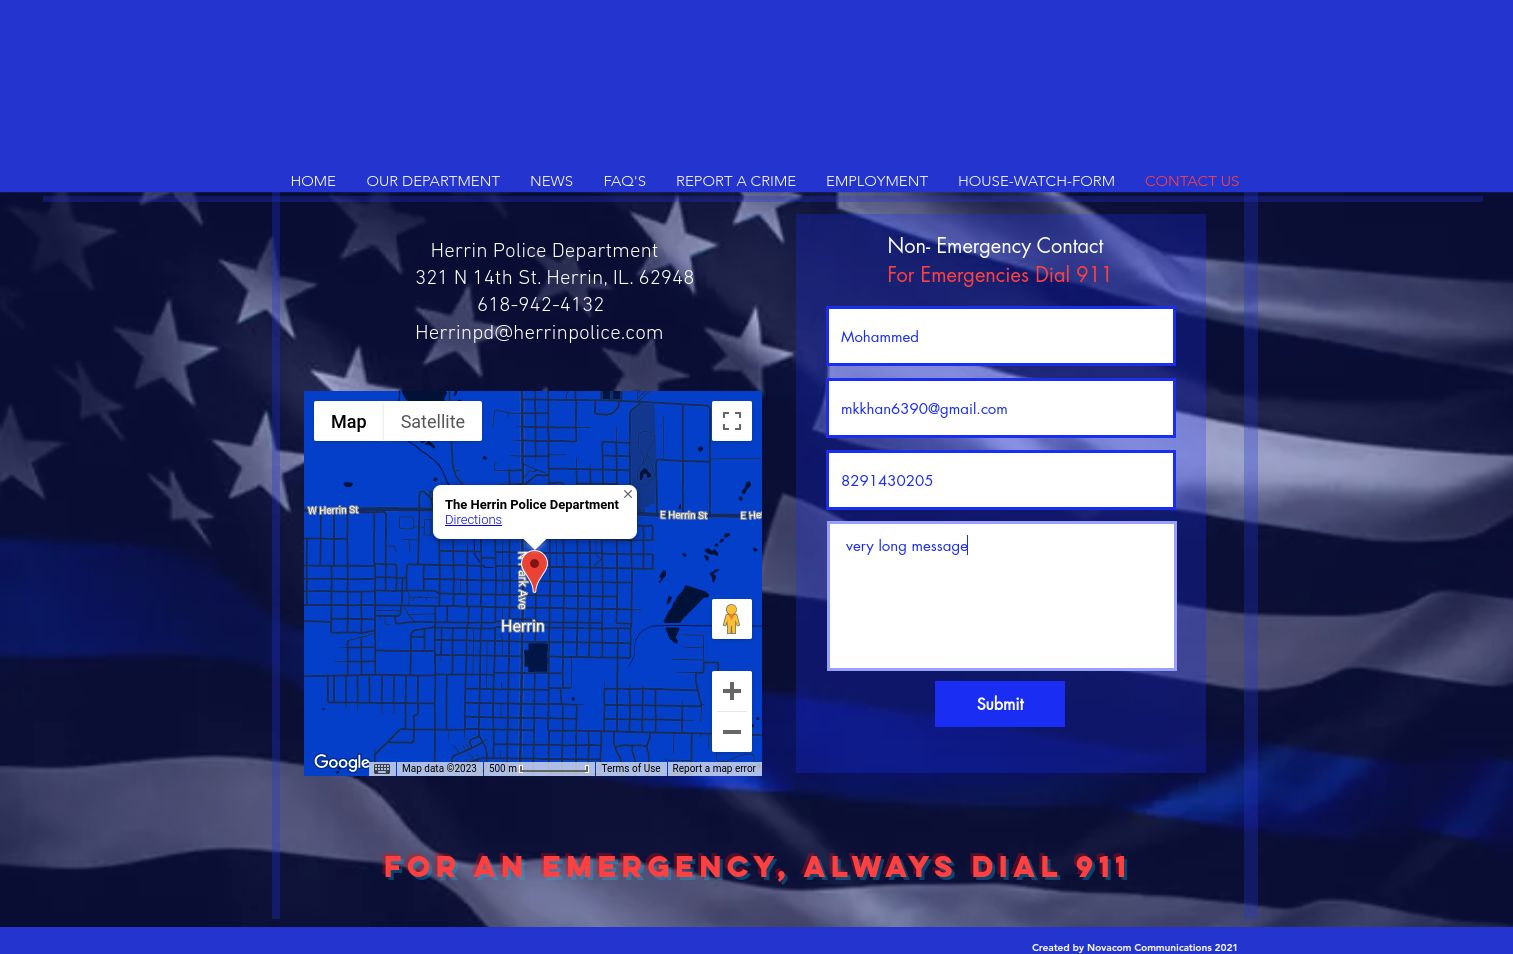 HOME OUR DEPARTMENT NEWS FAQ'S REPORT A CRIME EMPLOYMENT HOUSE-WATCH-FORM CONTACT US
Herrin Police Department
321 N 14th St. Herrin, IL. 62948
618-942-4132
Herrinpd@herrinpolice.com
Map Satellite
The Herrin Police Department
Directions
W Herrin St
E Herrin St
Herrin
Google
Map data ©2023 500 m Terms of Use Report a map error
Non- Emergency Contact
For Emergencies Dial 911
Mohammed
mkkhan6390@gmail.com
8291430205
very long message
Submit
FOR AN EMERGENCY, ALWAYS DIAL 911
Created by Novacom Communications 2021